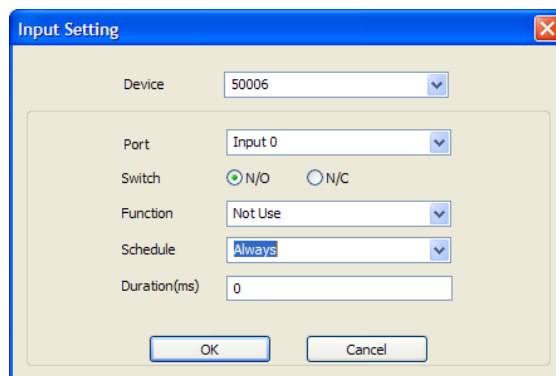 Input Setting
Device 50006
Port Input 0
Switch N/O N/C
Function Not Use
Schedule Always
Duration(ms) 0
OK Cancel